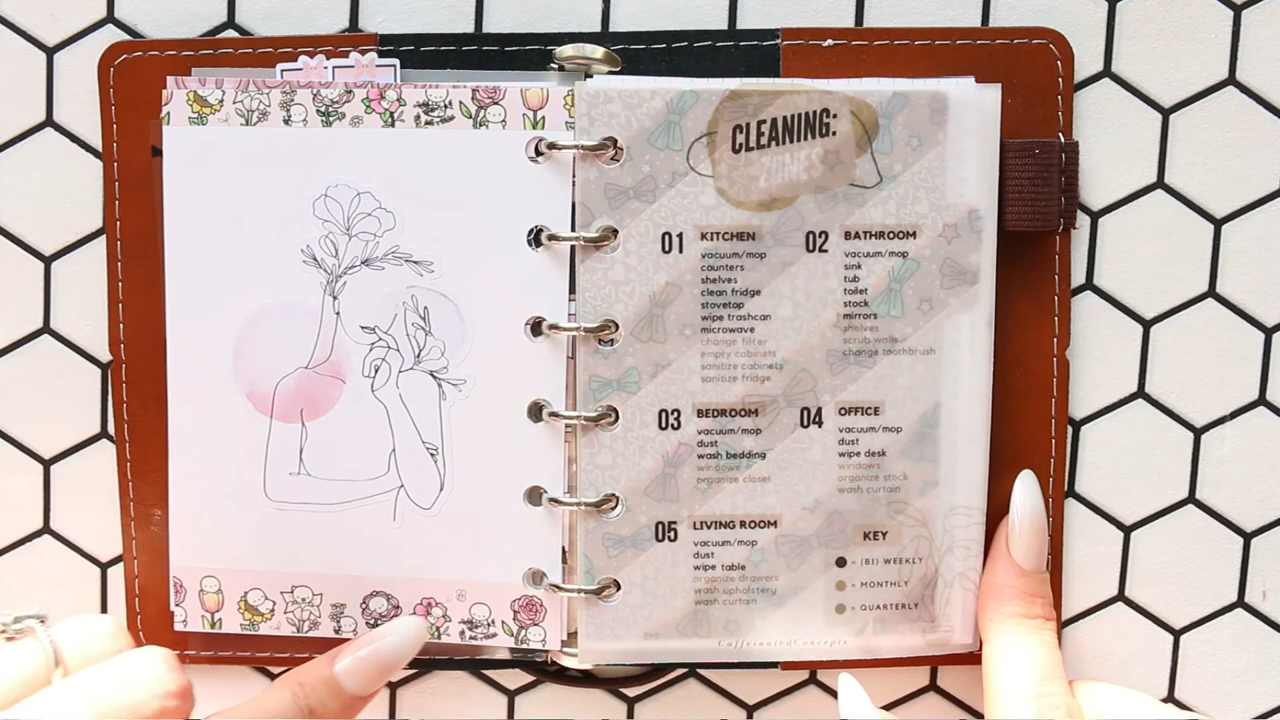 CLEANING:
ZONES
01 KITCHEN
vacuum/mop
counters
shelves
clean fridge
stovetop
wipe trashcan
microwave
change filter
empty cabinets
sanitize cabinets
sanitize fridge
02 BATHROOM
vacuum/mop
sink
tub
toilet
stock
mirrors
shelves
scrub walls
change toothbrush
03 BEDROOM
vacuum/mop
dust
wash bedding
windows
organize closet
04 OFFICE
vacuum/mop
dust
wipe desk
windows
organize stock
wash curtain
05 LIVING ROOM
vacuum/mop
dust
wipe table
organize drawers
wash upholstery
wash curtain
KEY
= (BI) WEEKLY
= MONTHLY
= QUARTERLY
CaffeinatedConcepts